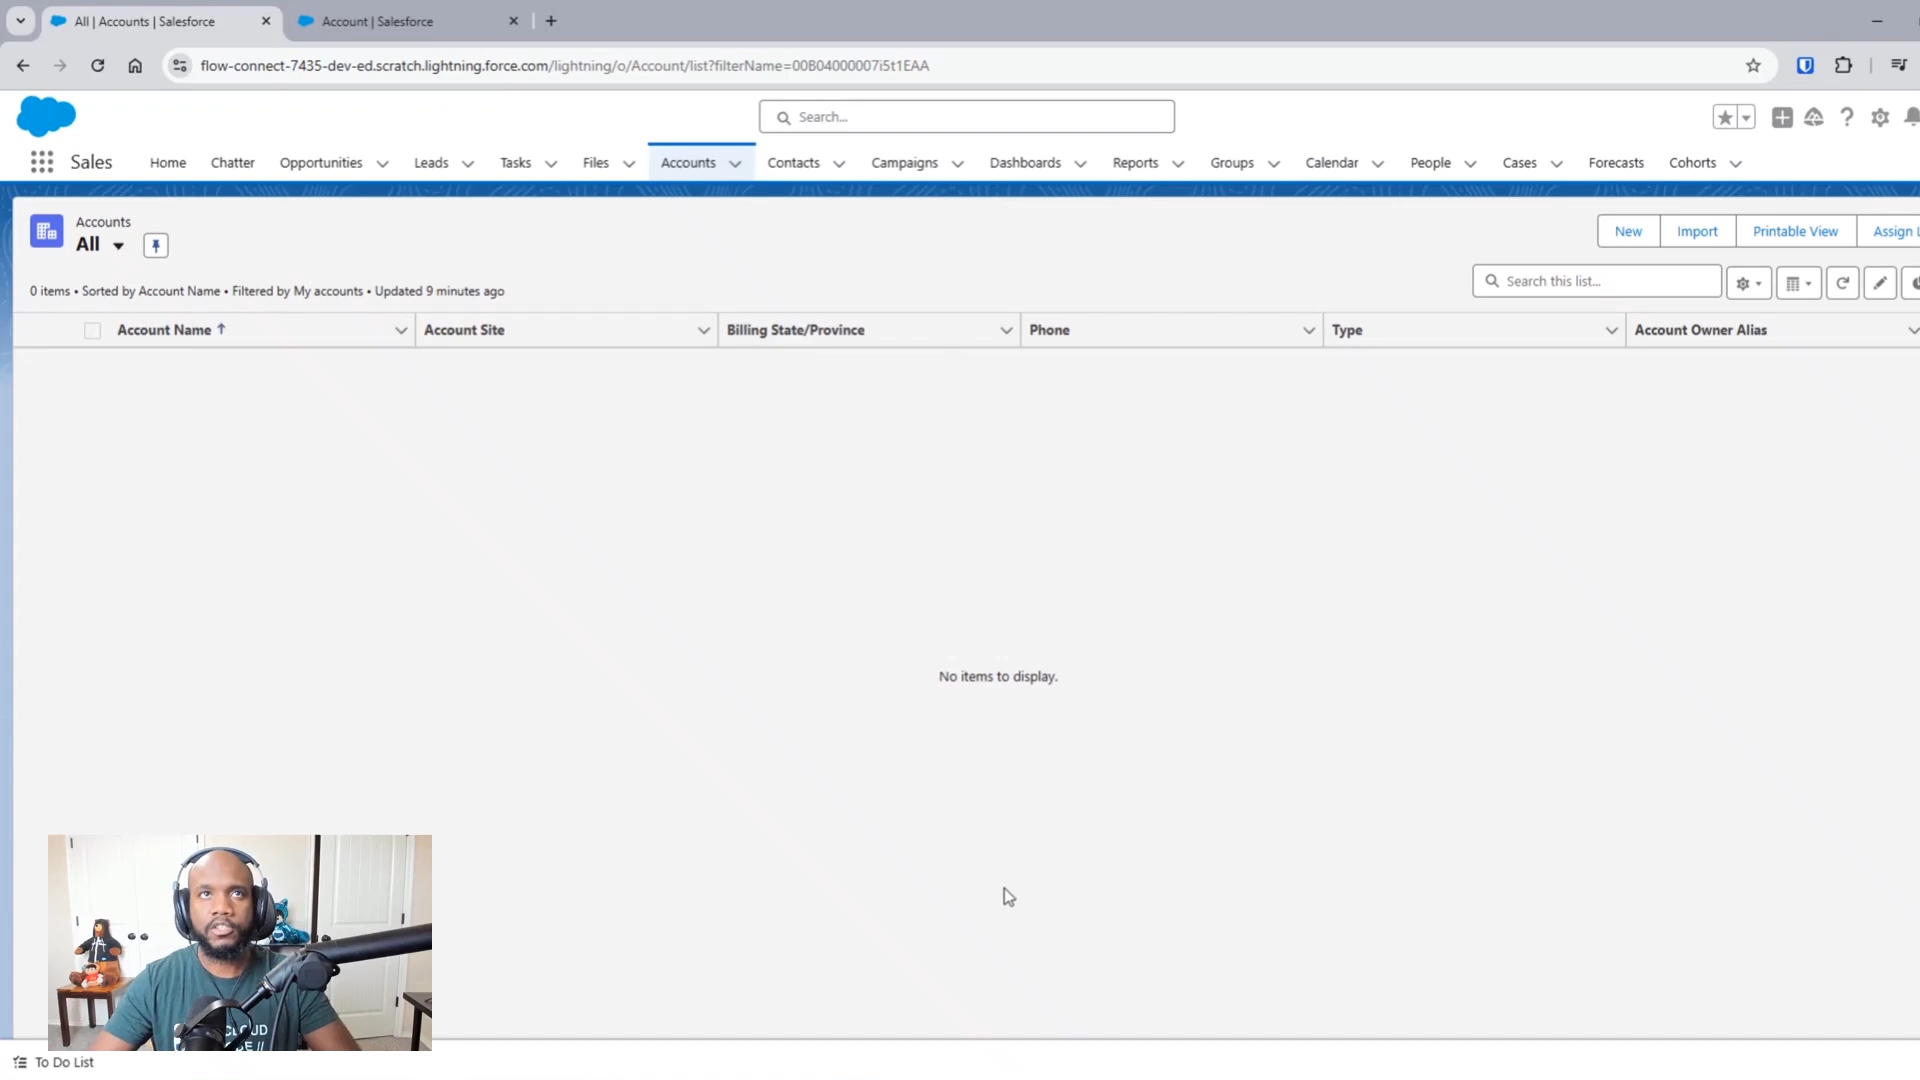 All | Accounts | Salesforce
Account | Salesforce
flow-connect-7435-dev-ed.scratch.lightning.force.com/lightning/o/Account/list?filterName=00B04000007i5t1EAA
Search...
Sales
Home
Chatter
Opportunities
Leads
Tasks
Files
Accounts
Contacts
Campaigns
Dashboards
Reports
Groups
Calendar
People
Cases
Forecasts
Cohorts
Accounts
All
New
Import
Printable View
Assign L
0 items • Sorted by Account Name • Filtered by My accounts • Updated 9 minutes ago
Search this list...
Account Name
Account Site
Billing State/Province
Phone
Type
Account Owner Alias
No items to display.
To Do List